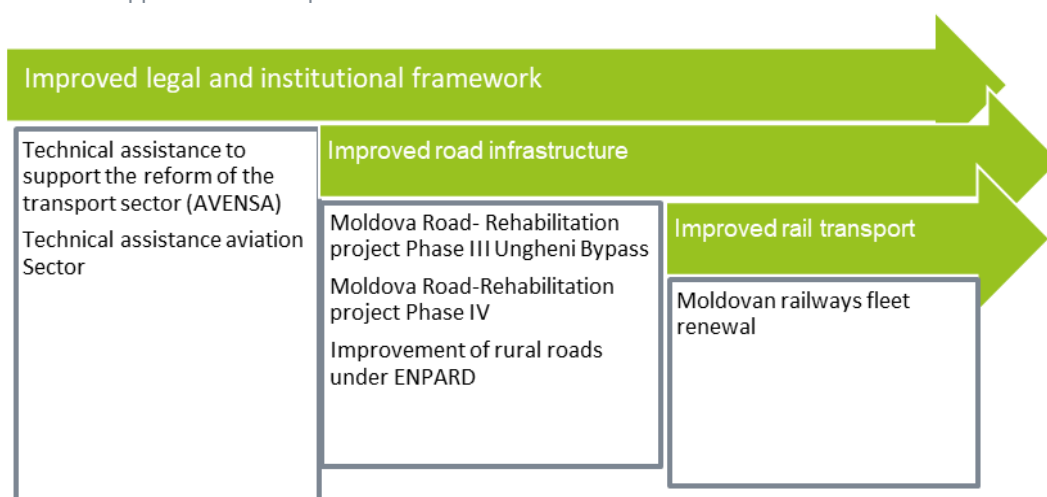 Improved legal and institutional framework
Technical assistance to
support the reform of the
transport sector (AVENSA)
Technical assistance aviation
Sector
Improved road infrastructure
Moldova Road- Rehabilitation
project Phase III Ungheni Bypass
Moldova Road-Rehabilitation
project Phase IV
Improvement of rural roads
under ENPARD
Improved rail transport
Moldovan railways fleet
renewal